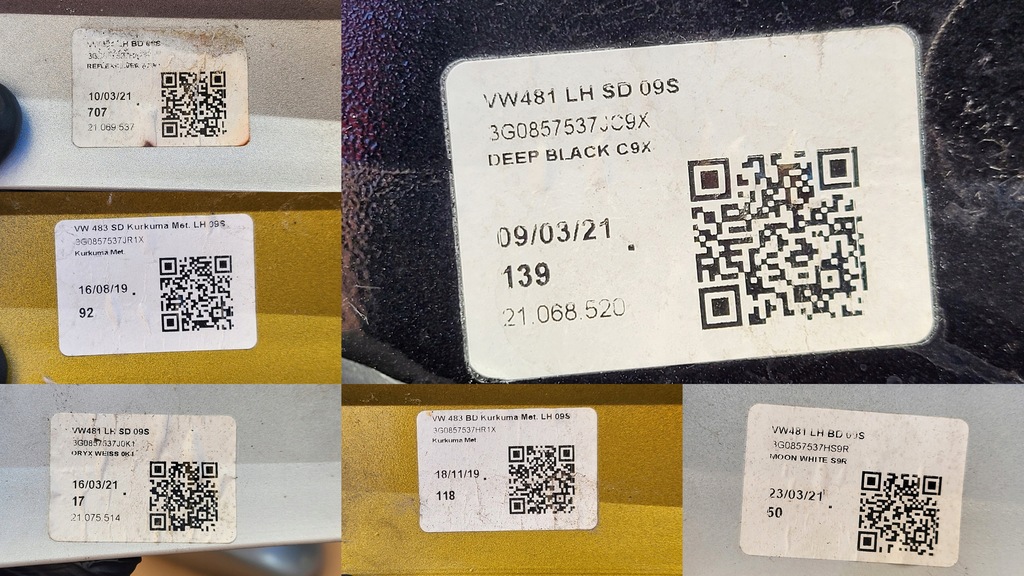 LH BD
10/03/21
707
21.069.537
VW481 LH SD 09S
3G0857537JC9X
DEEP BLACK C9X
09/03/21
139
21.068.520
VW 483 SD Kurkuma Met. LH 09S
3G0857537JR1X
Kurkuma Met.
16/08/19
92
VW481 LH SD 09S
3G0857537J0K1
ORYX WEISS 0K1
16/03/21
17
21.075.514
VW 483 BD Kurkuma Met. LH 09S
3G0857537HR1X
Kurkuma Met
18/11/19
118
VW481 LH BD 09S
3G0857537HS9R
MOON WHITE S9R
23/03/21
50